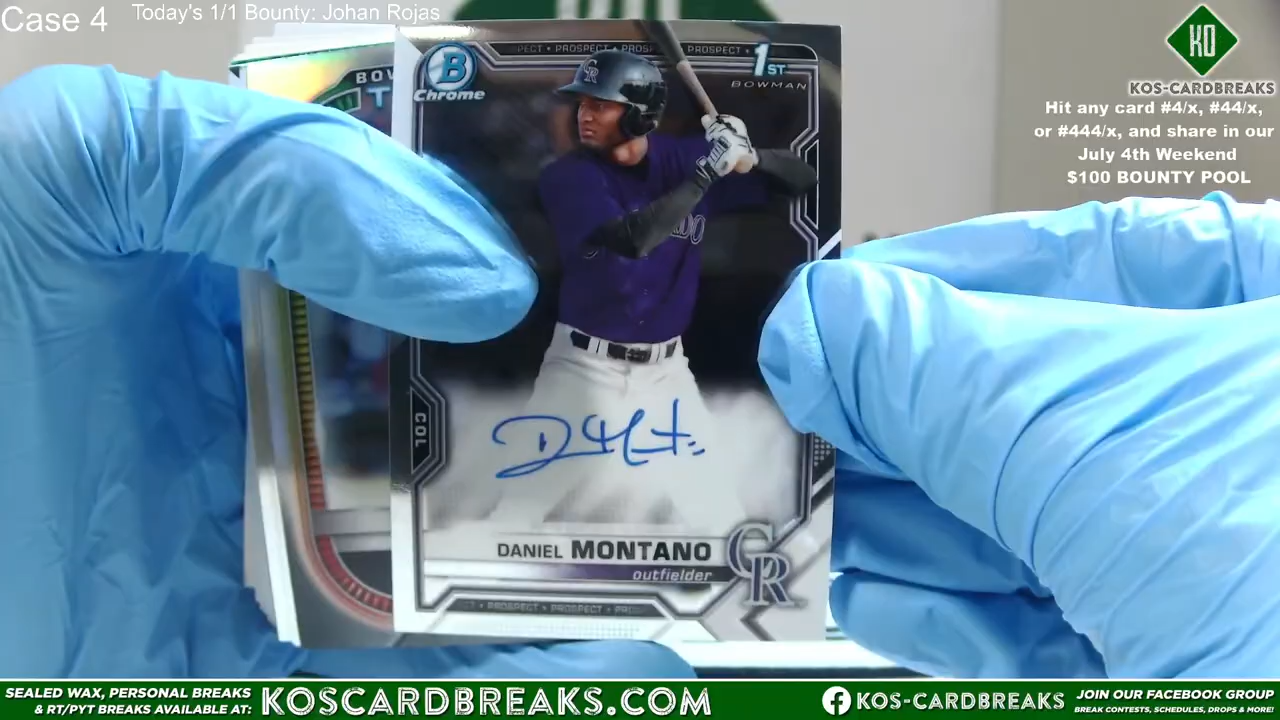 Case 4
Today's 1/1 Bounty: Johan Rojas
KO
KOS-CARDBREAKS
Hit any card #4/x, #44/x,
or #444/x, and share in our
July 4th Weekend
$100 BOUNTY POOL
BOW
T
PROSPECT • PROSPECT
B
Chrome
1ST
BOWMAN
CR
COL
DANIEL MONTANO
outfielder
CR
PROSPECT • PROSPECT • PRO
SEALED WAX, PERSONAL BREAKS
& RT/PYT BREAKS AVAILABLE AT:
KOSCARDBREAKS.COM
KOS-CARDBREAKS
JOIN OUR FACEBOOK GROUP
BREAK CONTESTS, SCHEDULES, DROPS & MORE!